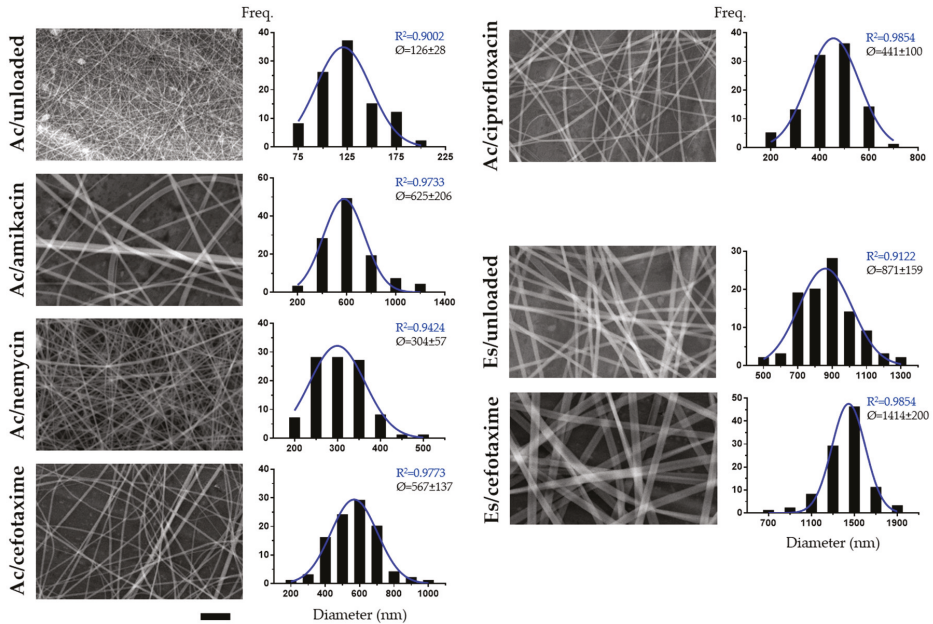 Freq.
Ac/unloaded
R²=0.9002
Ø=126±28
40
30
20
10
0
75 125 175 225
Ac/amikacin
R²=0.9733
Ø=625±206
60
40
20
0
200 600 1000 1400
Ac/nemycin
R²=0.9424
Ø=304±57
40
30
20
10
0
200 300 400 500
Ac/cefotaxime
R²=0.9773
Ø=567±137
40
30
20
10
0
200 400 600 800 1000
Diameter (nm)
Freq.
Ac/ciprofloxacin
R²=0.9854
Ø=441±100
40
30
20
10
0
200 400 600 800
Es/unloaded
R²=0.9122
Ø=871±159
30
20
10
0
500 700 900 1100 1300
Es/cefotaxime
R²=0.9854
Ø=1414±200
50
40
30
20
10
0
700 1100 1500 1900
Diameter (nm)